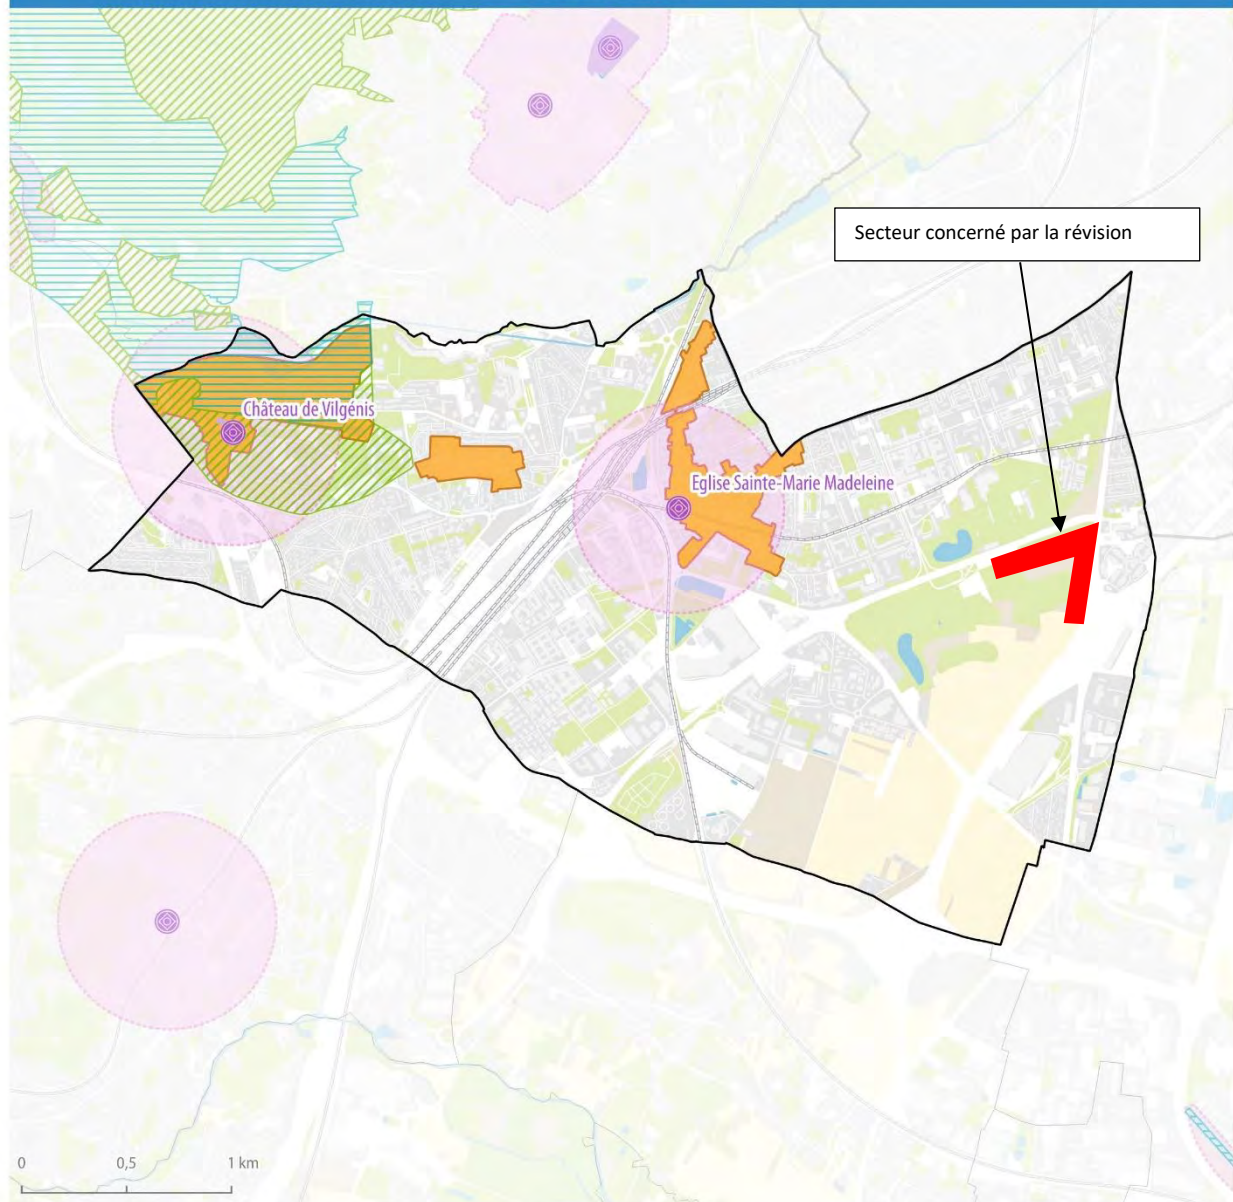 Secteur concerné par la révision
Château de Vilgénis
Eglise Sainte-Marie Madeleine
0 0,5 1 km